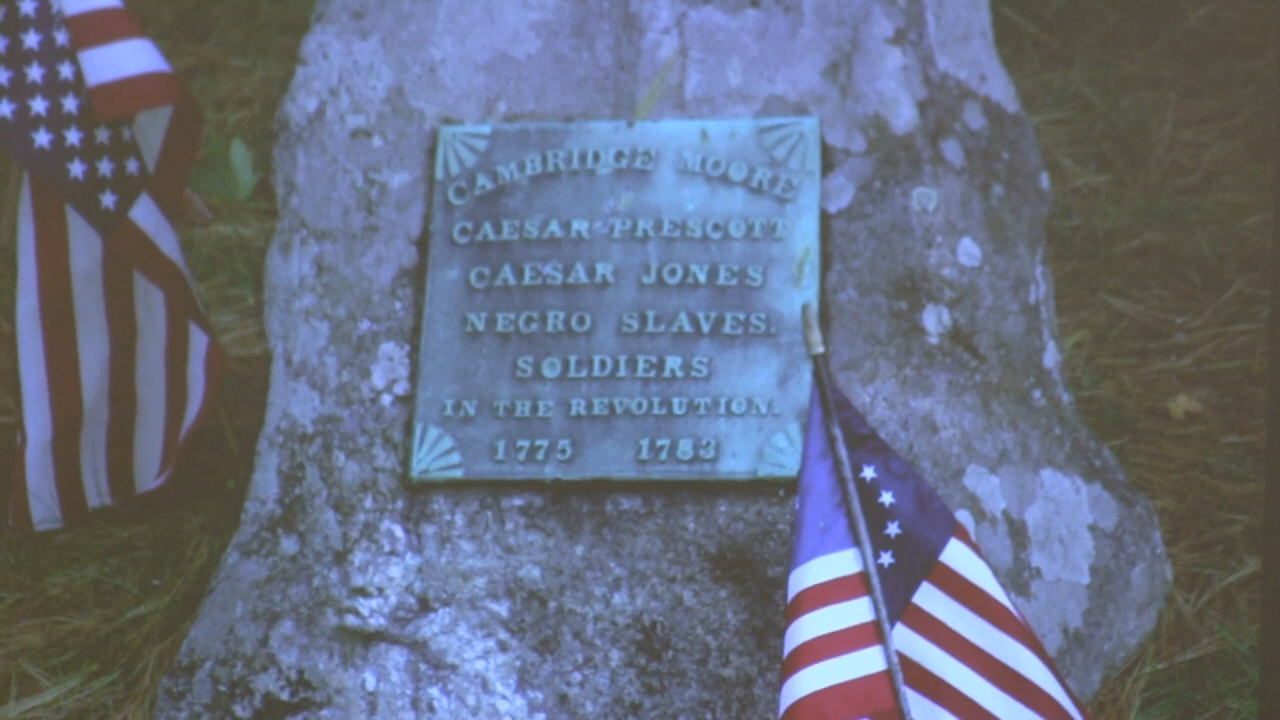 CAMBRIDGE MOORE
CAESAR PRESCOTT
CAESAR JONES
NEGRO SLAVES.
SOLDIERS
IN THE REVOLUTION.
1775 1783